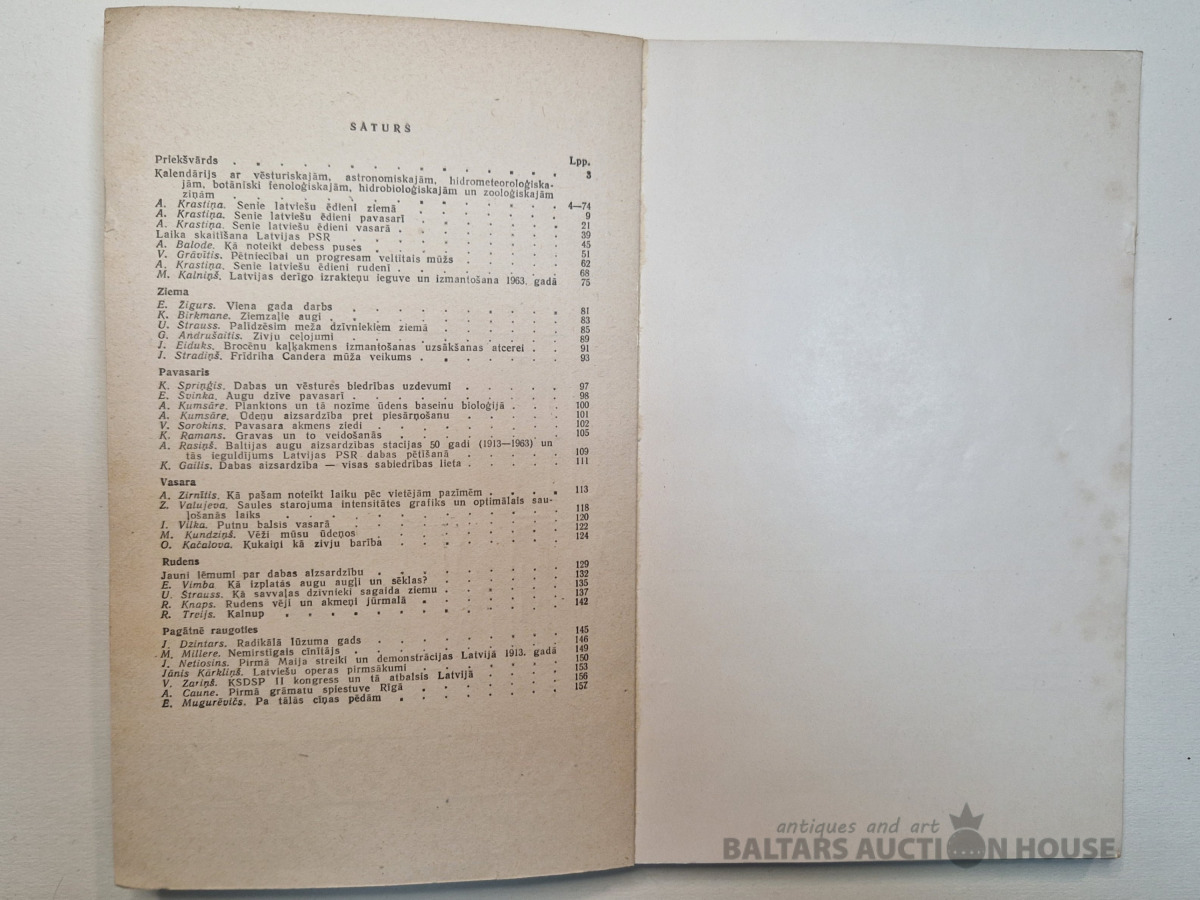 SATURS
Priekšvārds . . . . . . . . . . . . Lpp.
Kalendārijs ar vēsturiskajām, astronomiskajām, hidrometeoroloģiska- 3
jām, botāniski fenoloģiskajām, hidrobioloģiskajām un zooloģiskajām
ziņām . . . . . . . . . . . .
A. Krastiņa. Senie latviešu ēdieni ziemā . . . . . . 4—74
A. Krastiņa. Senie latviešu ēdieni pavasarī . . . . . . 9
A. Krastiņa. Senie latviešu ēdieni vasarā . . . . . . 21
Laika skaitīšana Latvijas PSR . . . . . . . . 39
A. Balode. Kā noteikt debess puses . . . . . . . 45
V. Grāvītis. Pētniecībai un progresam veltītais mūžs . . . . 51
A. Krastiņa. Senie latviešu ēdieni rudenī . . . . . . 62
M. Kalniņš. Latvijas derīgo izrakteņu ieguve un izmantošana 1963. gadā 68
75
Ziema
E. Žigurs. Viena gada darbs . . . . . . . . 81
K. Birkmane. Ziemzaļie augi . . . . . . . . 83
U. Strauss. Palīdzēsim meža dzīvniekiem ziemā . . . . . 85
G. Andrušaitis. Zivju ceļojumi . . . . . . . . 89
J. Eiduks. Brocēnu kaļķakmens izmantošanas uzsākšanas atcerei . . 91
J. Stradiņš. Frīdriha Candera mūža veikums . . . . . . 93
Pavasaris
K. Spriņģis. Dabas un vēstures biedrības uzdevumi . . . . . 97
E. Svinka. Augu dzīve pavasarī . . . . . . . . 98
A. Kumsāre. Planktons un tā nozīme ūdens baseinu bioloģijā . . . 100
A. Kumsāre. Ūdeņu aizsardzība pret piesārņošanu . . . . . 101
V. Sorokins. Pavasara akmens ziedi . . . . . . . 102
K. Ramans. Gravas un to veidošanās . . . . . . . 105
A. Rasiņš. Baltijas augu aizsardzības stacijas 50 gadi (1913—1963) un
tās ieguldījums Latvijas PSR dabas pētīšanā . . . . . 109
K. Gailis. Dabas aizsardzība — visas sabiedrības lieta . . . . . 111
Vasara
A. Zirnītis. Kā pašam noteikt laiku pēc vietējām pazīmēm . . . . 113
Z. Valujeva. Saules starojuma intensitātes grafiks un optimālais sau-
ļošanās laiks . . . . . . . . . . 118
I. Vilka. Putnu balsis vasarā . . . . . . . . 120
M. Kundziņš. Vēži mūsu ūdeņos . . . . . . . 122
O. Kačalova. Kukaiņi kā zivju barība . . . . . . . 124
Rudens
Jauni lēmumi par dabas aizsardzību . . . . . . . 129
E. Vimba. Kā izplatās augu augļi un sēklas? . . . . . . 132
U. Strauss. Kā savvaļas dzīvnieki sagaida ziemu . . . . . 135
R. Knaps. Rudens vēji un akmeņi jūrmalā . . . . . . 137
R. Treijs. Kalnup . . . . . . . . . . 142
Pagātnē raugoties
J. Dzintars. Radikālā lūzuma gads . . . . . . . 145
M. Millere. Nemirstīgais cīnītājs . . . . . . . . 146
J. Netiosins. Pirmā Maija streiki un demonstrācijas Latvijā 1913. gadā 149
Jānis Kārkliņš. Latviešu operas pirmsākumi . . . . . . 150
V. Zariņš. KSDSP II kongress un tā atbalsis Latvijā . . . . 153
A. Caune. Pirmā grāmatu spiestuve Rīgā . . . . . . 156
Ē. Mugurēvičs. Pa tālās cīņas pēdām . . . . . . 157
antiques and art
BALTARS AUCTION HOUSE